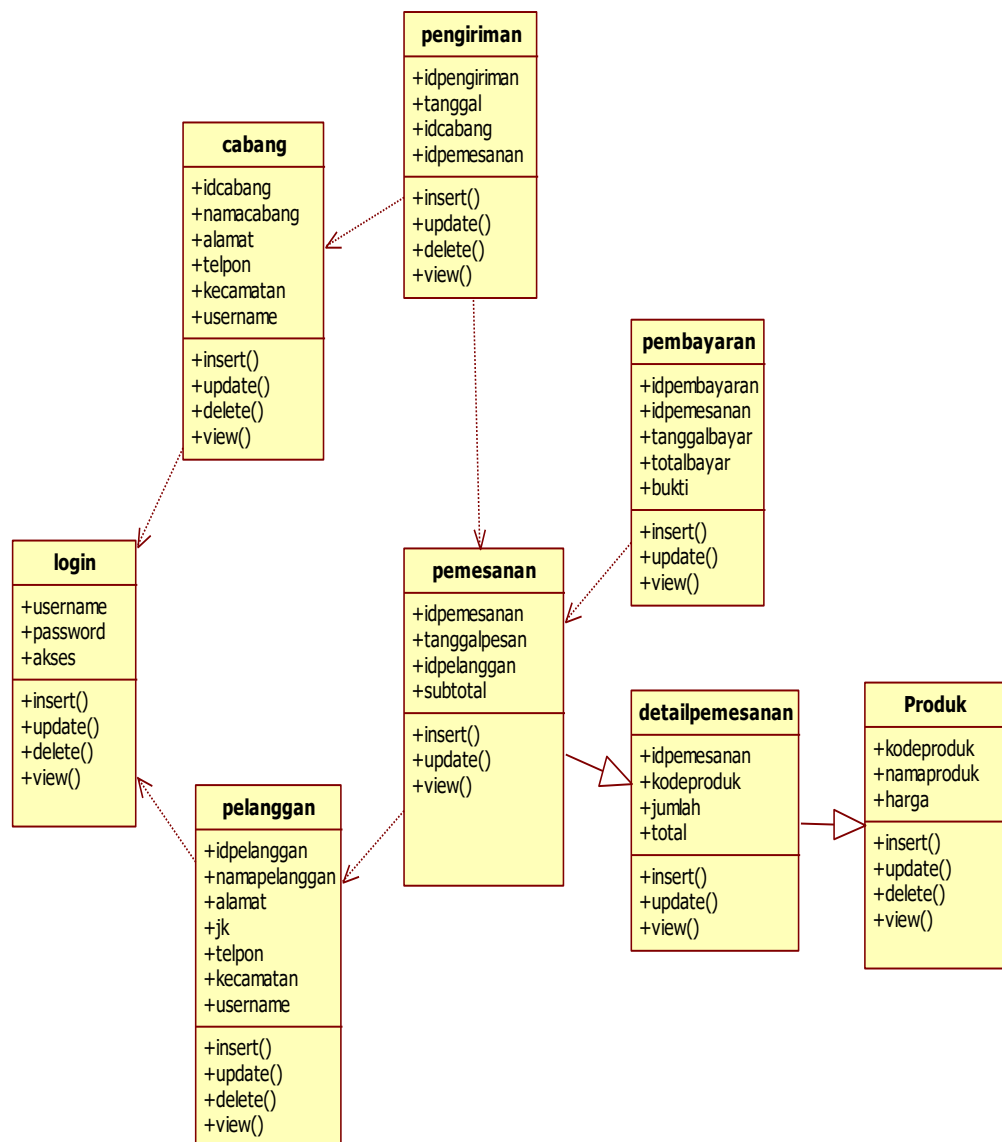 pengiriman
+idpengiriman
+tanggal
+idcabang
+idpemesanan
+insert()
+update()
+delete()
+view()
cabang
+idcabang
+namacabang
+alamat
+telpon
+kecamatan
+username
+insert()
+update()
+delete()
+view()
pembayaran
+idpembayaran
+idpemesanan
+tanggalbayar
+totalbayar
+bukti
+insert()
+update()
+view()
login
+username
+password
+akses
+insert()
+update()
+delete()
+view()
pemesanan
+idpemesanan
+tanggalpesan
+idpelanggan
+subtotal
+insert()
+update()
+view()
detailpemesanan
+idpemesanan
+kodeproduk
+jumlah
+total
+insert()
+update()
+view()
Produk
+kodeproduk
+namaproduk
+harga
+insert()
+update()
+delete()
+view()
pelanggan
+idpelanggan
+namapelanggan
+alamat
+jk
+telpon
+kecamatan
+username
+insert()
+update()
+delete()
+view()